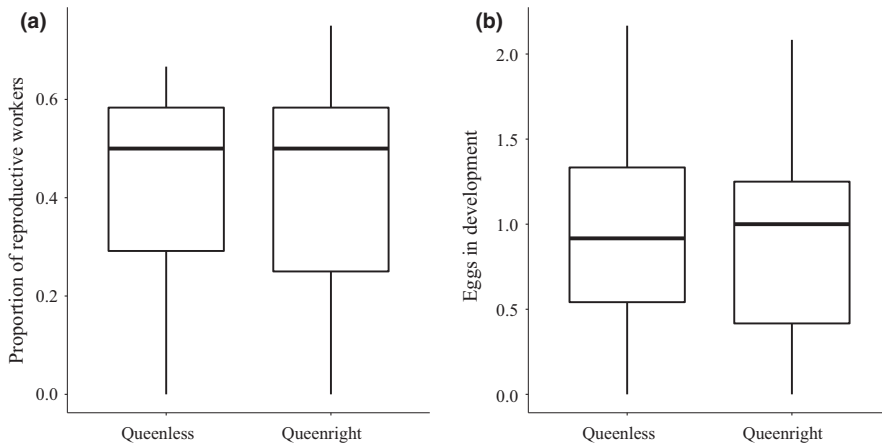 (a)
Proportion of reproductive workers
0.6
0.4
0.2
0.0
Queenless Queenright
(b)
Eggs in development
2.0
1.5
1.0
0.5
0.0
Queenless Queenright